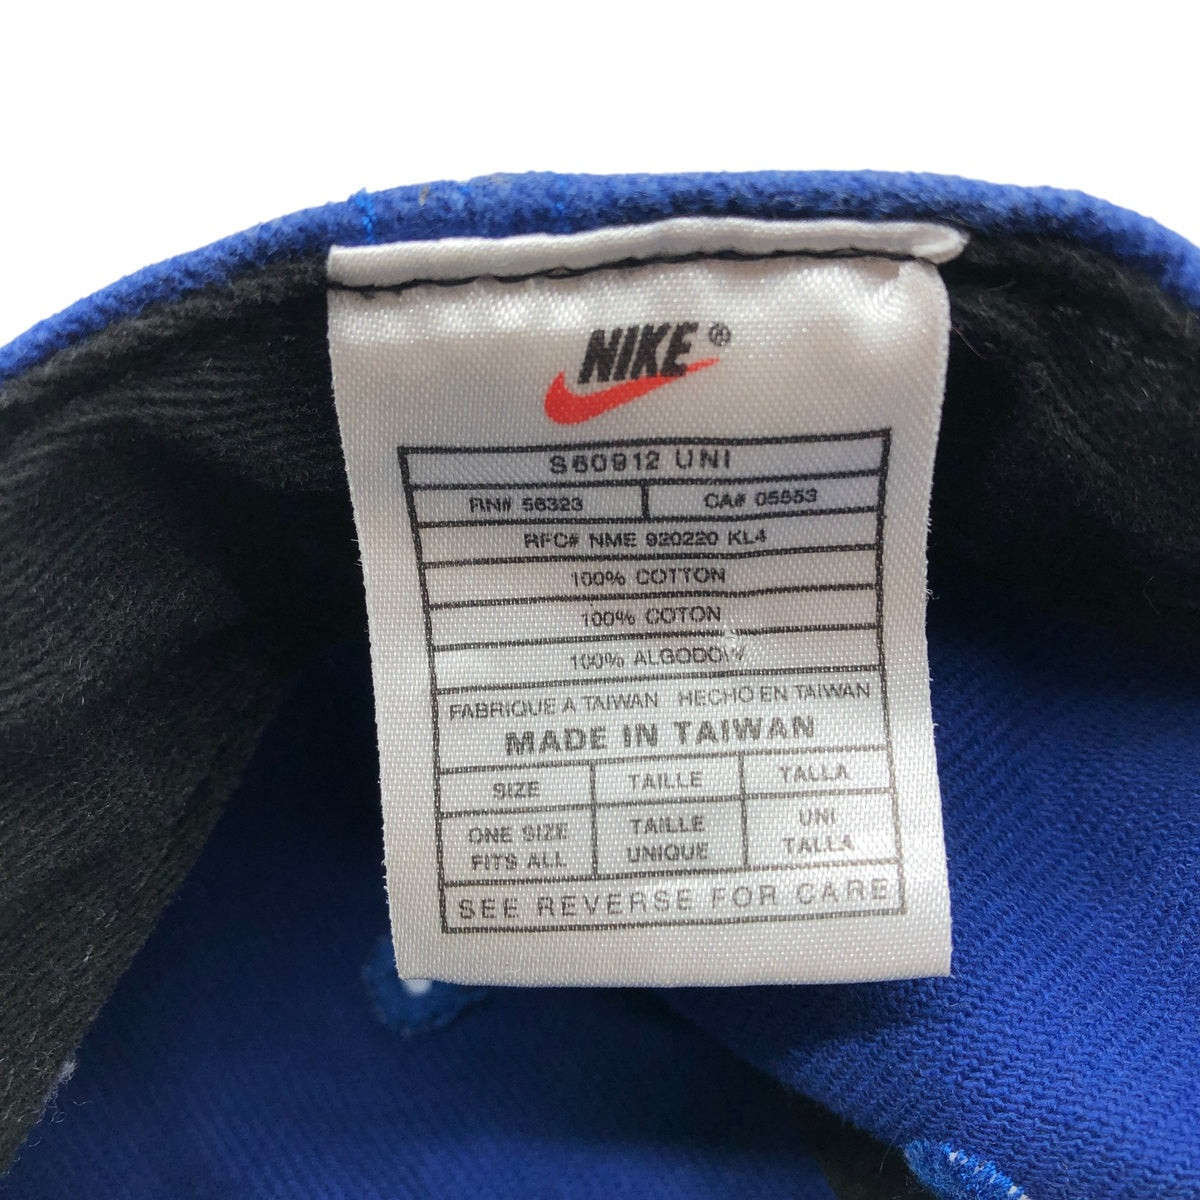 NIKE®
S60912 UNI
RN# 56323 CA# 05553
RFC# NME 920220 KL4
100% COTTON
100% COTON
100% ALGODON
FABRIQUE A TAIWAN HECHO EN TAIWAN
MADE IN TAIWAN
SIZE TAILLE TALLA
ONE SIZE TAILLE UNI
FITS ALL UNIQUE TALLA
SEE REVERSE FOR CARE